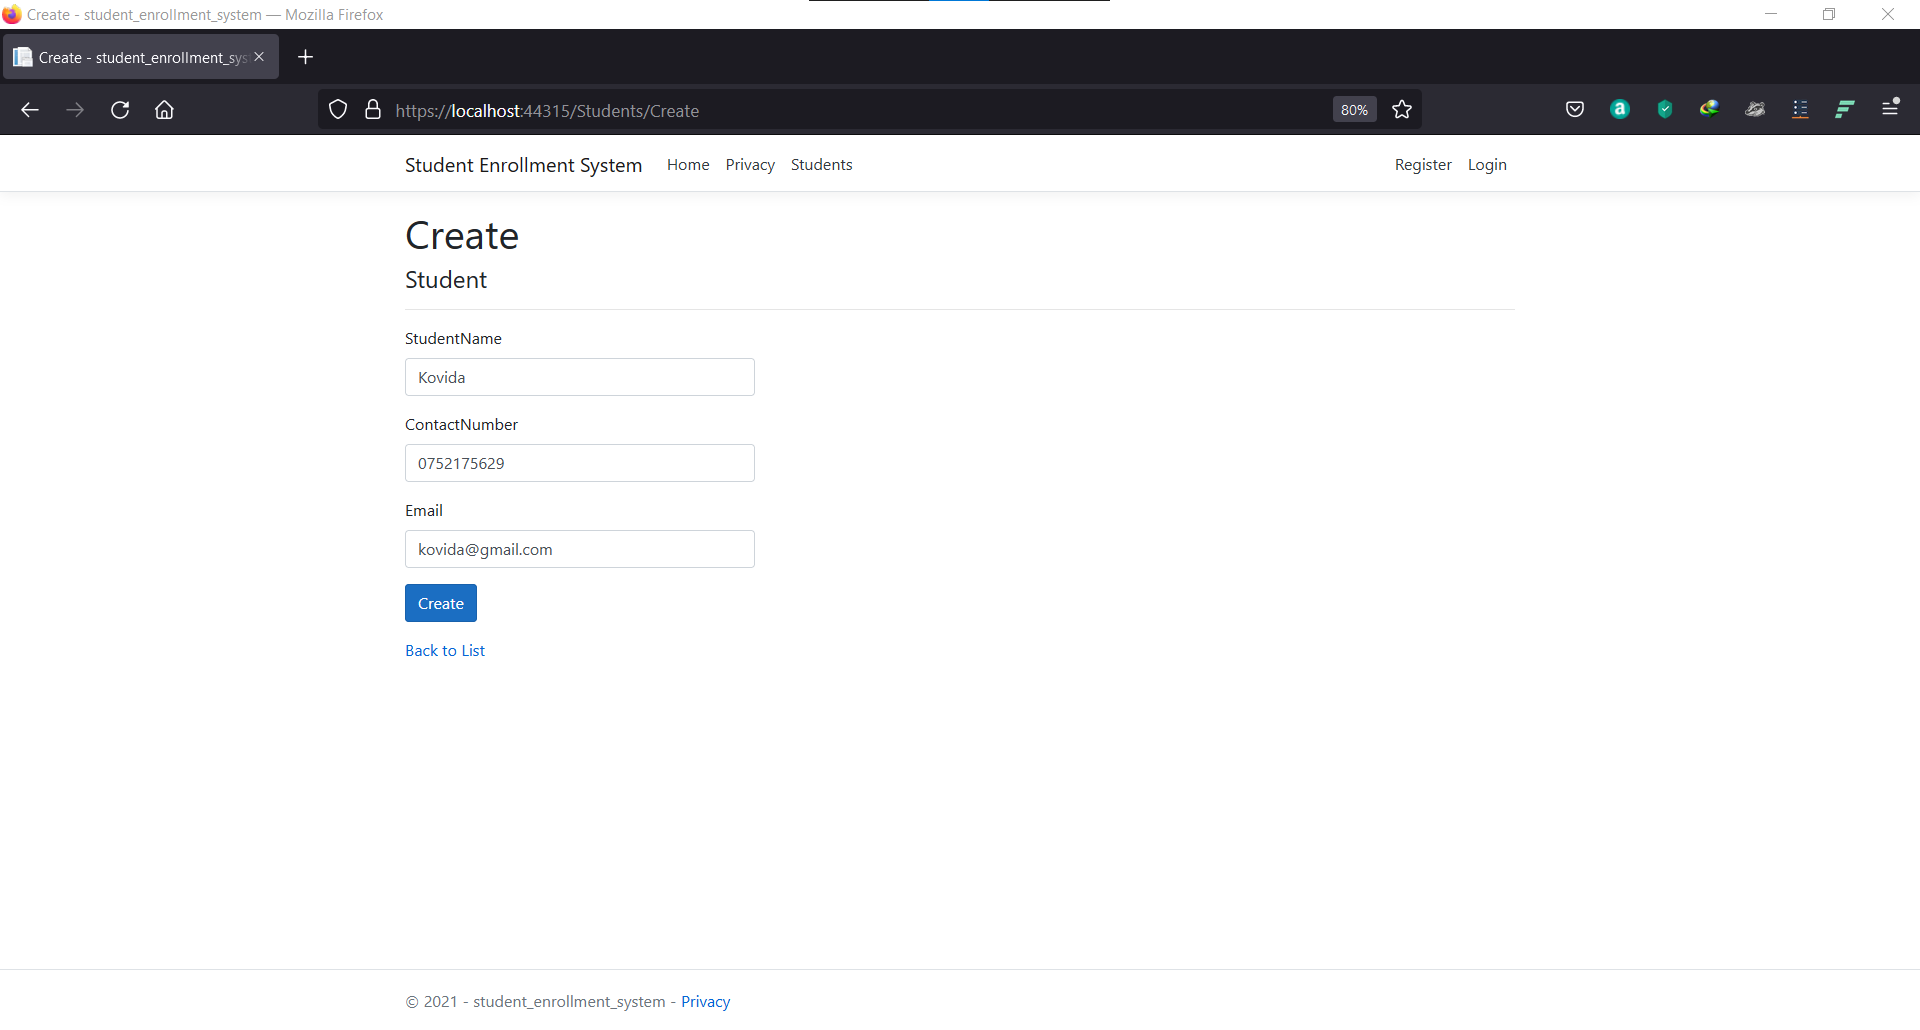 Create - student_enrollment_system — Mozilla Firefox
Create - student_enrollment_sys
https://localhost:44315/Students/Create 80%
Student Enrollment System Home Privacy Students Register Login
Create
Student
StudentName
Kovida
ContactNumber
0752175629
Email
kovida@gmail.com
Create
Back to List
© 2021 - student_enrollment_system - Privacy